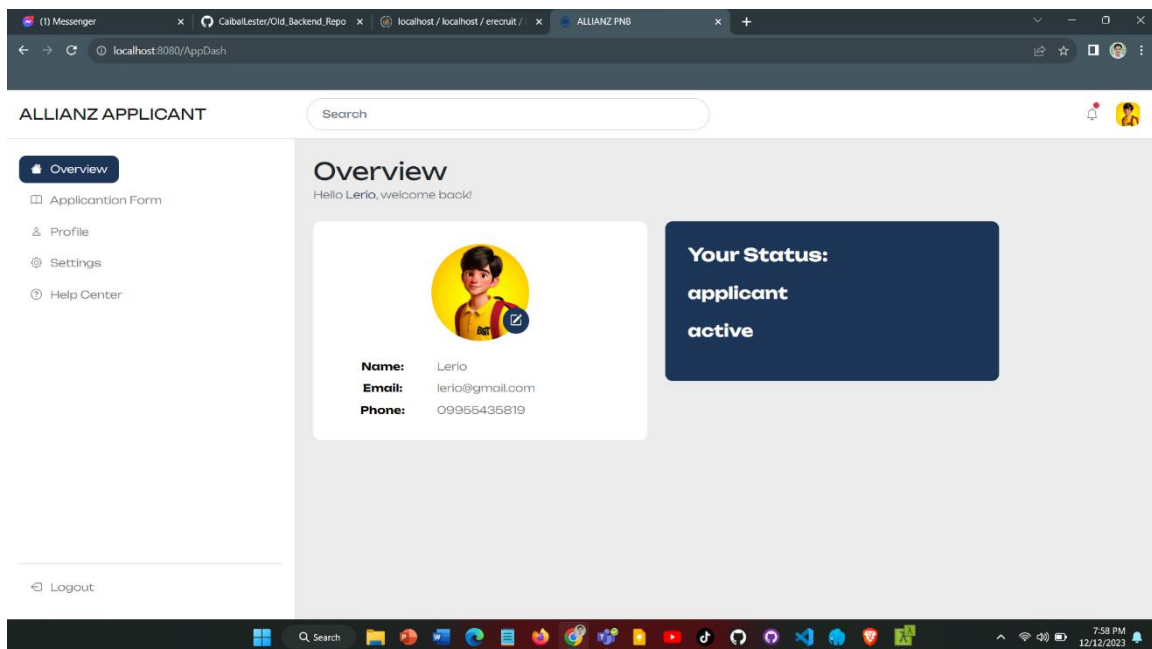 (1) Messenger
CaibalLester/Old_Backend_Repo
localhost / localhost / erecruit /
ALLIANZ PNB
localhost:8080/AppDash
ALLIANZ APPLICANT
Search
Overview
Applicantion Form
Profile
Settings
Help Center
Logout
Overview
Hello Lerio, welcome back!
Name: Lerio
Email: lerio@gmail.com
Phone: 09955435819
Your Status:
applicant
active
Search
7:58 PM
12/12/2023